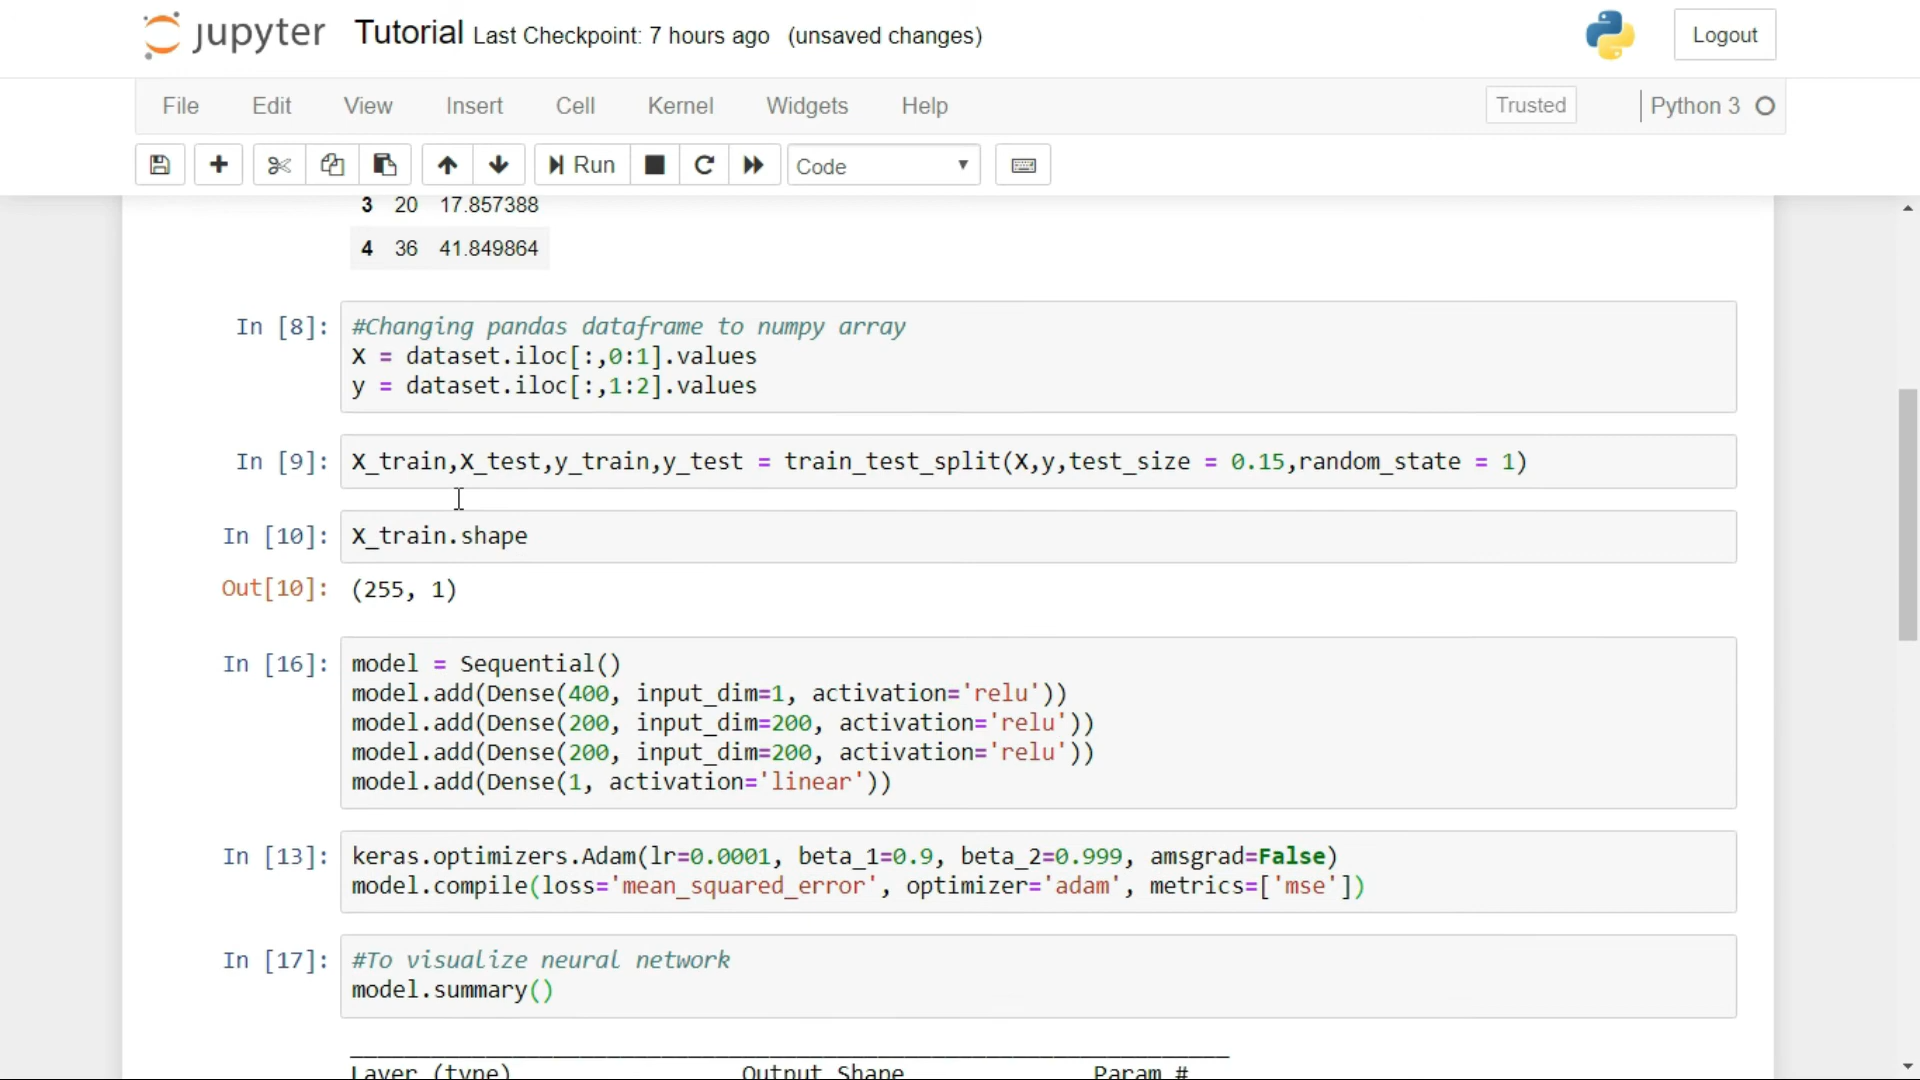 jupyter Tutorial Last Checkpoint: 7 hours ago (unsaved changes) Logout
File Edit View Insert Cell Kernel Widgets Help Trusted Python 3
Run Code
3 20 17.857388
4 36 41.849864
In [8]: #Changing pandas dataframe to numpy array
X = dataset.iloc[:,0:1].values
y = dataset.iloc[:,1:2].values
In [9]: X_train,X_test,y_train,y_test = train_test_split(X,y,test_size = 0.15,random_state = 1)
In [10]: X_train.shape
Out[10]: (255, 1)
In [16]: model = Sequential()
model.add(Dense(400, input_dim=1, activation='relu'))
model.add(Dense(200, input_dim=200, activation='relu'))
model.add(Dense(200, input_dim=200, activation='relu'))
model.add(Dense(1, activation='linear'))
In [13]: keras.optimizers.Adam(lr=0.0001, beta_1=0.9, beta_2=0.999, amsgrad=False)
model.compile(loss='mean_squared_error', optimizer='adam', metrics=['mse'])
In [17]: #To visualize neural network
model.summary()
Layer (type) Output Shape Param #